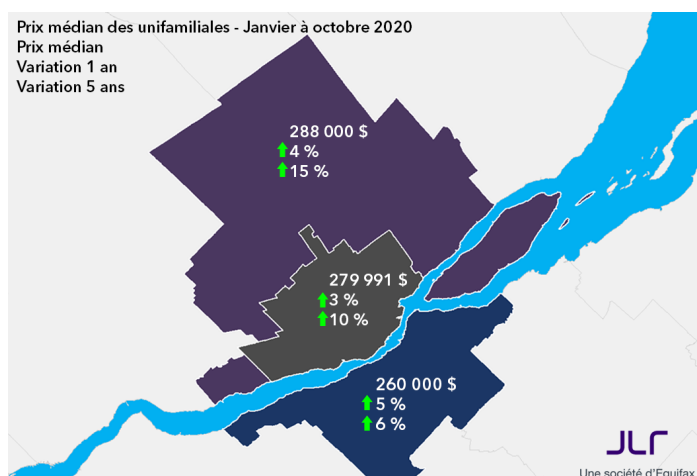 Prix médian des unifamiliales - Janvier à octobre 2020
Prix médian
Variation 1 an
Variation 5 ans
288 000 $
4 %
15 %
279 991 $
3 %
10 %
260 000 $
5 %
6 %
JLR
Une société d'Equifax